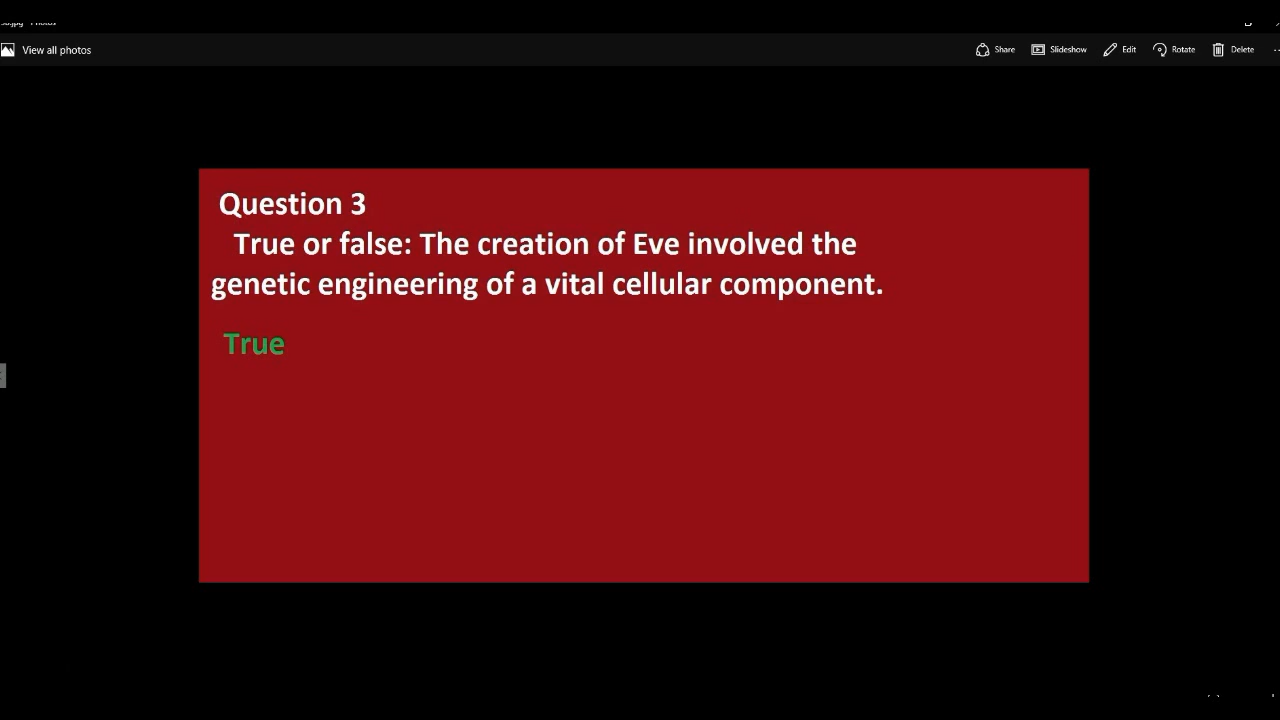 View all photos
Share
Slideshow
Edit
Rotate
Delete
Question 3
True or false: The creation of Eve involved the
genetic engineering of a vital cellular component.
True